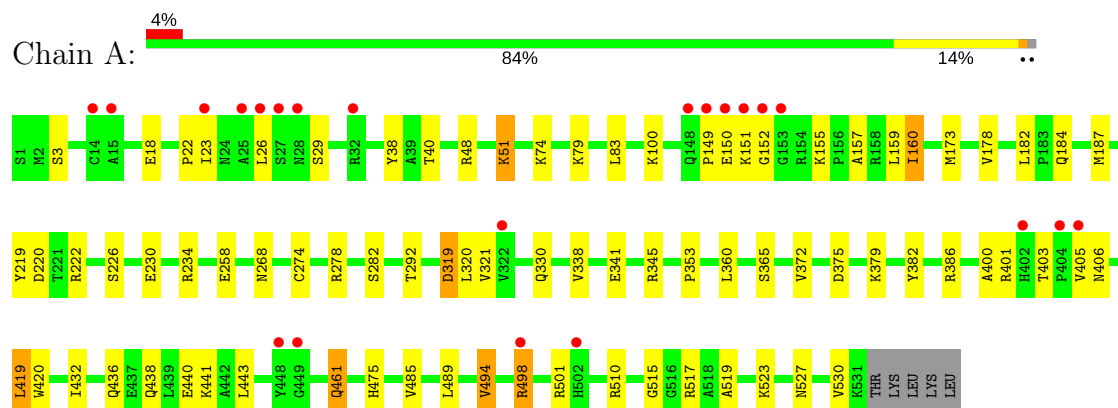 4%
Chain A:
84% 14% ••
S1 M2 S3 C14 A15 E18 P22 I23 N24 A25 L26 S27 N28 S29 R32 Y38 A39 T40 R48 K51 K74 K79 L83 K100 Q148 P149 E150 K151 G152 G153 R154 K155 P156 A157 R158 L159 I160 M173 V178 L182 P183 Q184 M187
Y219 D220 T221 R222 S226 E230 R234 E258 N268 C274 R278 S282 T292 D319 L320 V321 V322 Q330 V338 E341 R345 P353 L360 S365 V372 D375 K379 Y382 R386 A400 R401 H402 T403 P404 V405 N406
L419 W420 I432 Q436 E437 Q438 L439 E440 K441 A442 L443 Y448 G449 Q461 H475 V485 L489 V494 R498 R501 H502 R510 G515 G516 R517 A518 A519 K523 N527 V530 K531 THR LYS LEU LYS LEU